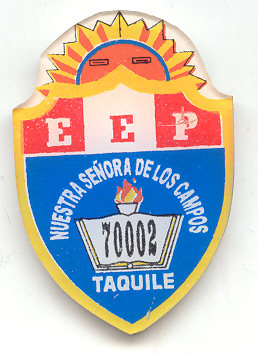 EEP
NUESTRA SEÑORA DE LOS CAMPOS
70002
TAQUILE